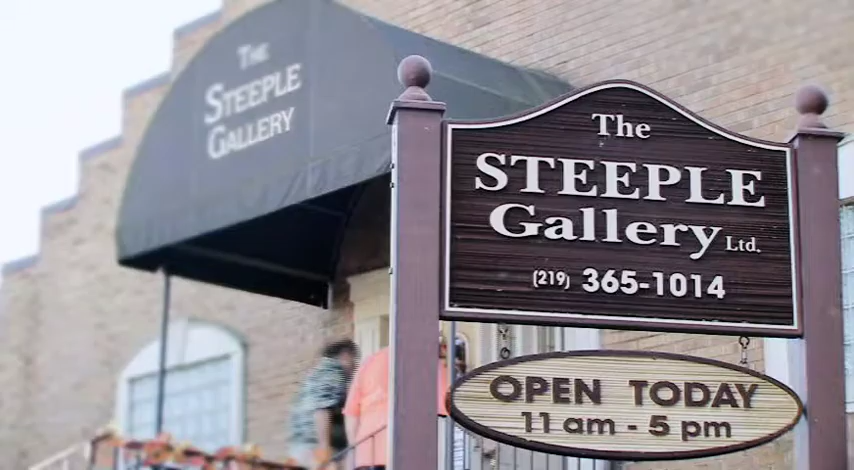 The
STEEPLE
GALLERY
The
STEEPLE
Gallery Ltd.
(219) 365-1014
OPEN TODAY
11 am - 5 pm